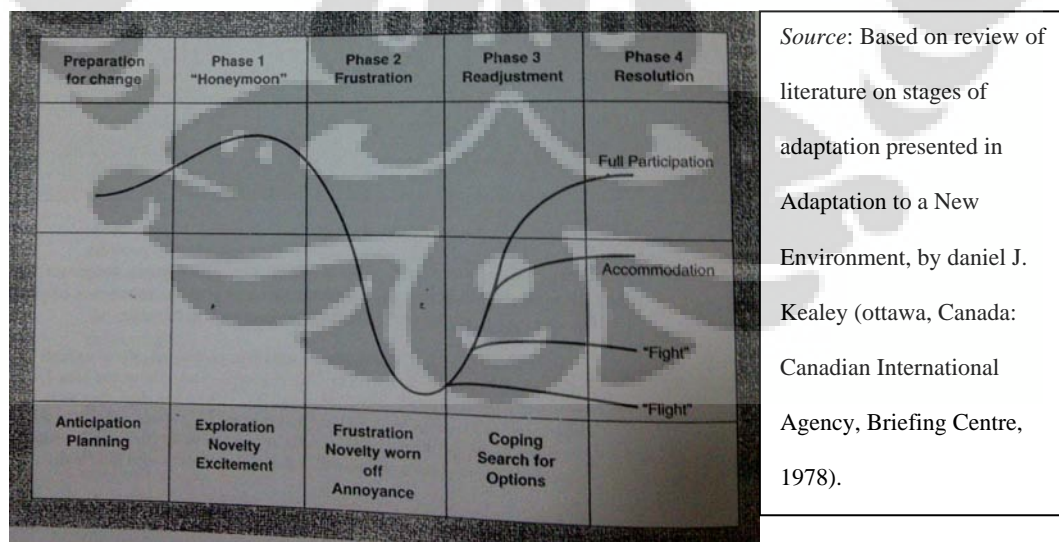 Preparation
for change
Phase 1
"Honeymoon"
Phase 2
Frustration
Phase 3
Readjustment
Phase 4
Resolution
Full Participation
Accommodation
"Fight"
"Flight"
Anticipation
Planning
Exploration
Novelty
Excitement
Frustration
Novelty worn
off
Annoyance
Coping
Search for
Options
Source: Based on review of
literature on stages of
adaptation presented in
Adaptation to a New
Environment, by daniel J.
Kealey (ottawa, Canada:
Canadian International
Agency, Briefing Centre,
1978).